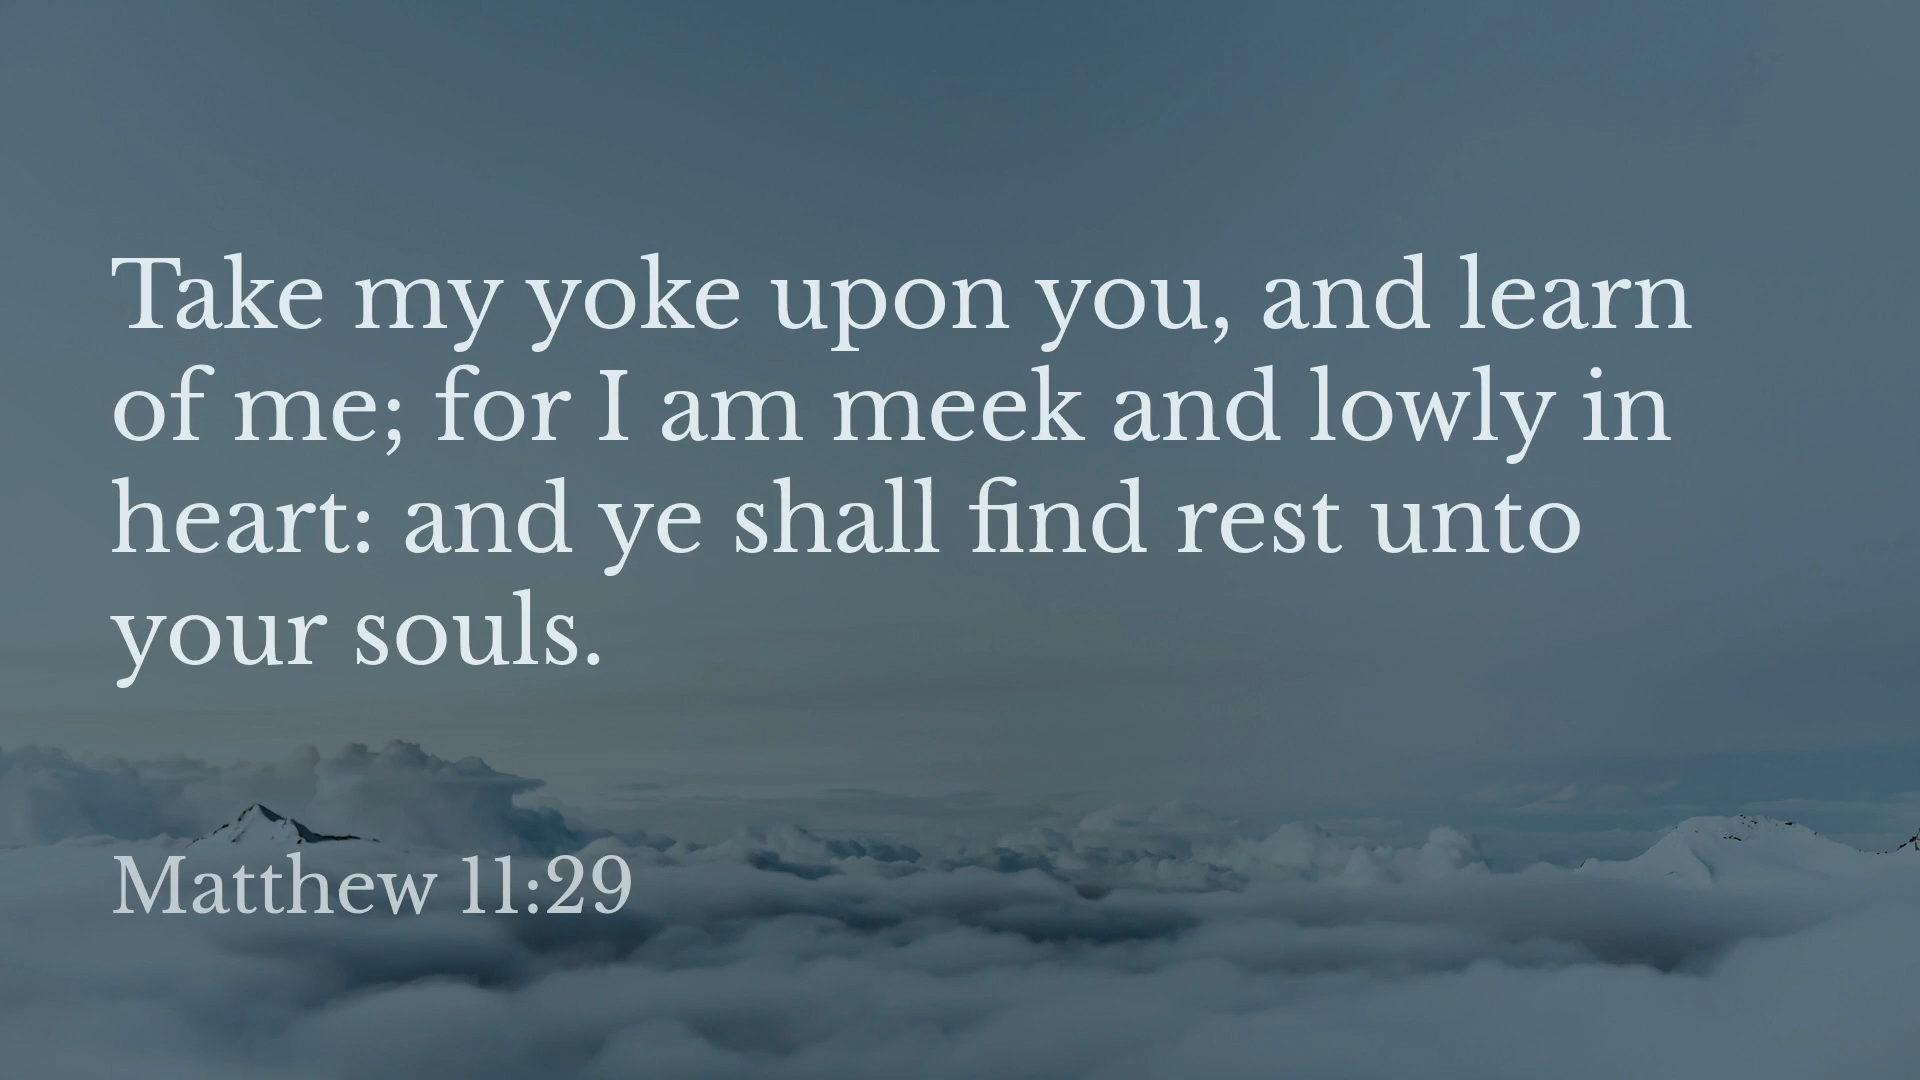 Take my yoke upon you, and learn
of me; for I am meek and lowly in
heart: and ye shall find rest unto
your souls.
Matthew 11:29